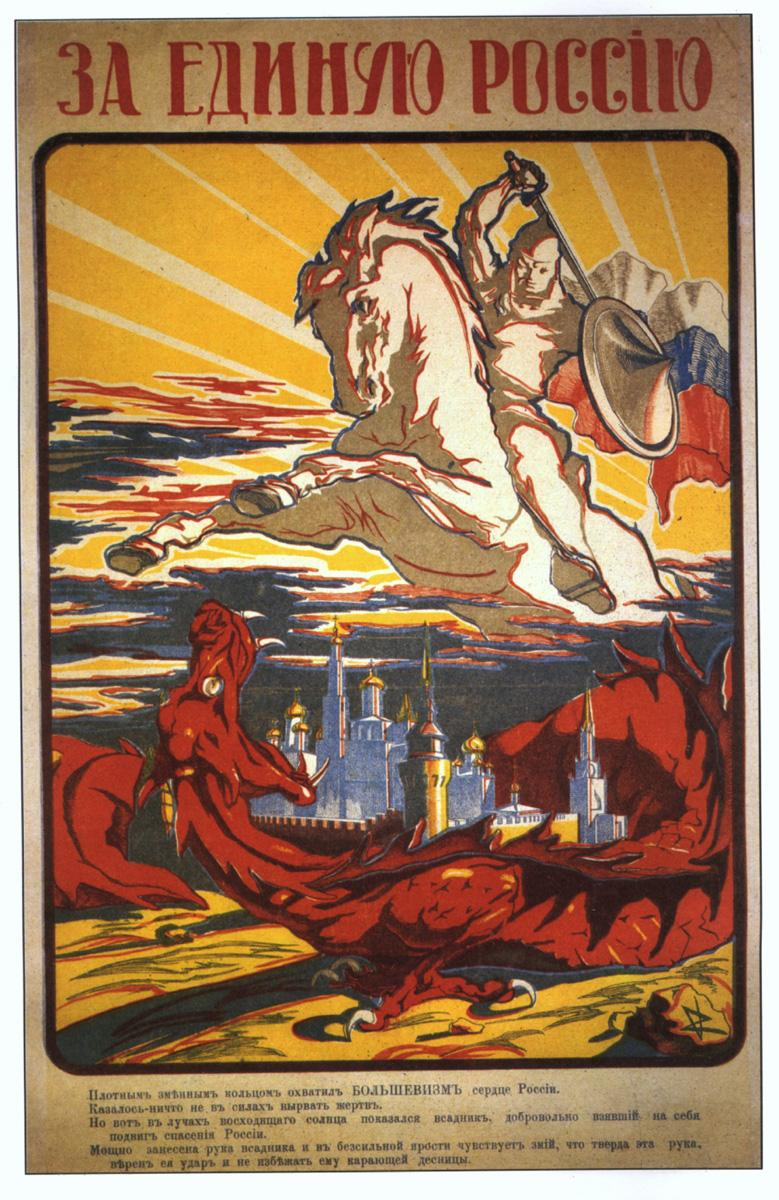 ЗА ЕДИНУЮ РОССІЮ
Плотнымъ змѣинымъ кольцомъ охватилъ БОЛЬШЕВИЗМЪ сердце Россіи.
Казалось-ничто не въ силахъ вырвать жертвъ.
Но вотъ въ лучахъ восходящаго солнца показался всадникъ, добровольно взявшій на себя
подвигъ спасенія Россіи.
Мощно занесена рука всадника и въ безсильной ярости чувствуетъ змій, что тверда эта рука,
вѣренъ ея ударъ и не избѣжать ему карающей десницы.